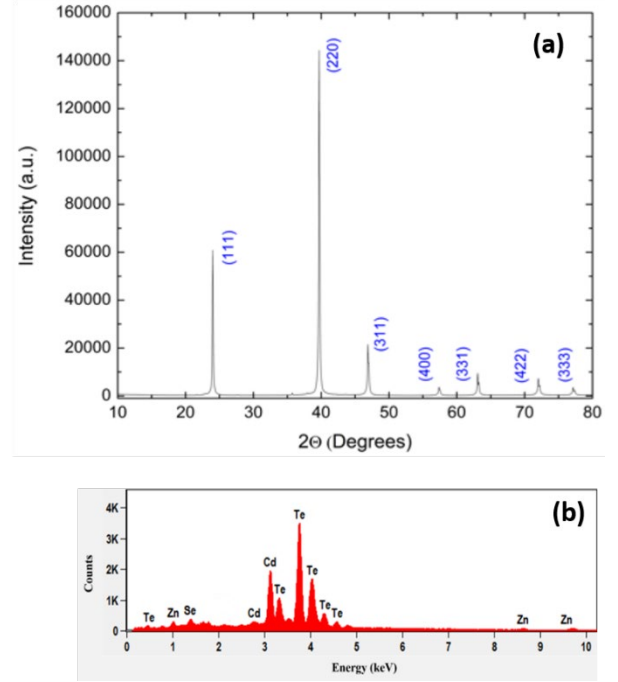 (a)
160000
140000
120000
100000
80000
60000
40000
20000
0
Intensity (a.u.)
(111)
(220)
(311)
(400)
(331)
(422)
(333)
10 20 30 40 50 60 70 80
2Θ (Degrees)
(b)
4K
3K
2K
1K
0
Counts
Te Zn Se Cd Cd Te Te Te Te Te Zn Zn
0 1 2 3 4 5 6 7 8 9 10
Energy (keV)